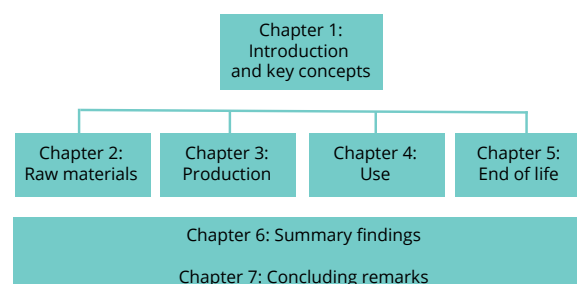 Chapter 1:
Introduction
and key concepts
Chapter 2:
Raw materials
Chapter 3:
Production
Chapter 4:
Use
Chapter 5:
End of life
Chapter 6: Summary findings
Chapter 7: Concluding remarks